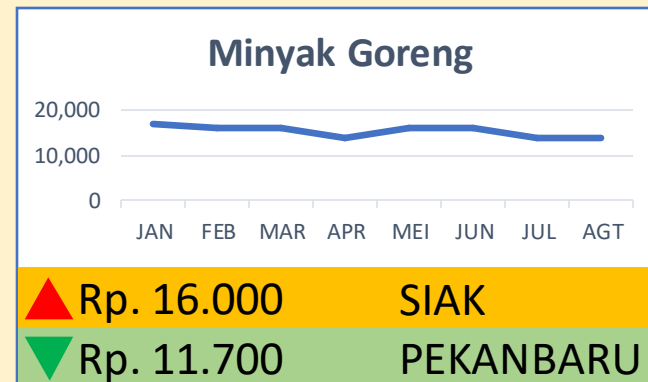 Minyak Goreng
20,000
10,000
0
JAN FEB MAR APR MEI JUN JUL AGT
Rp. 16.000 SIAK
Rp. 11.700 PEKANBARU